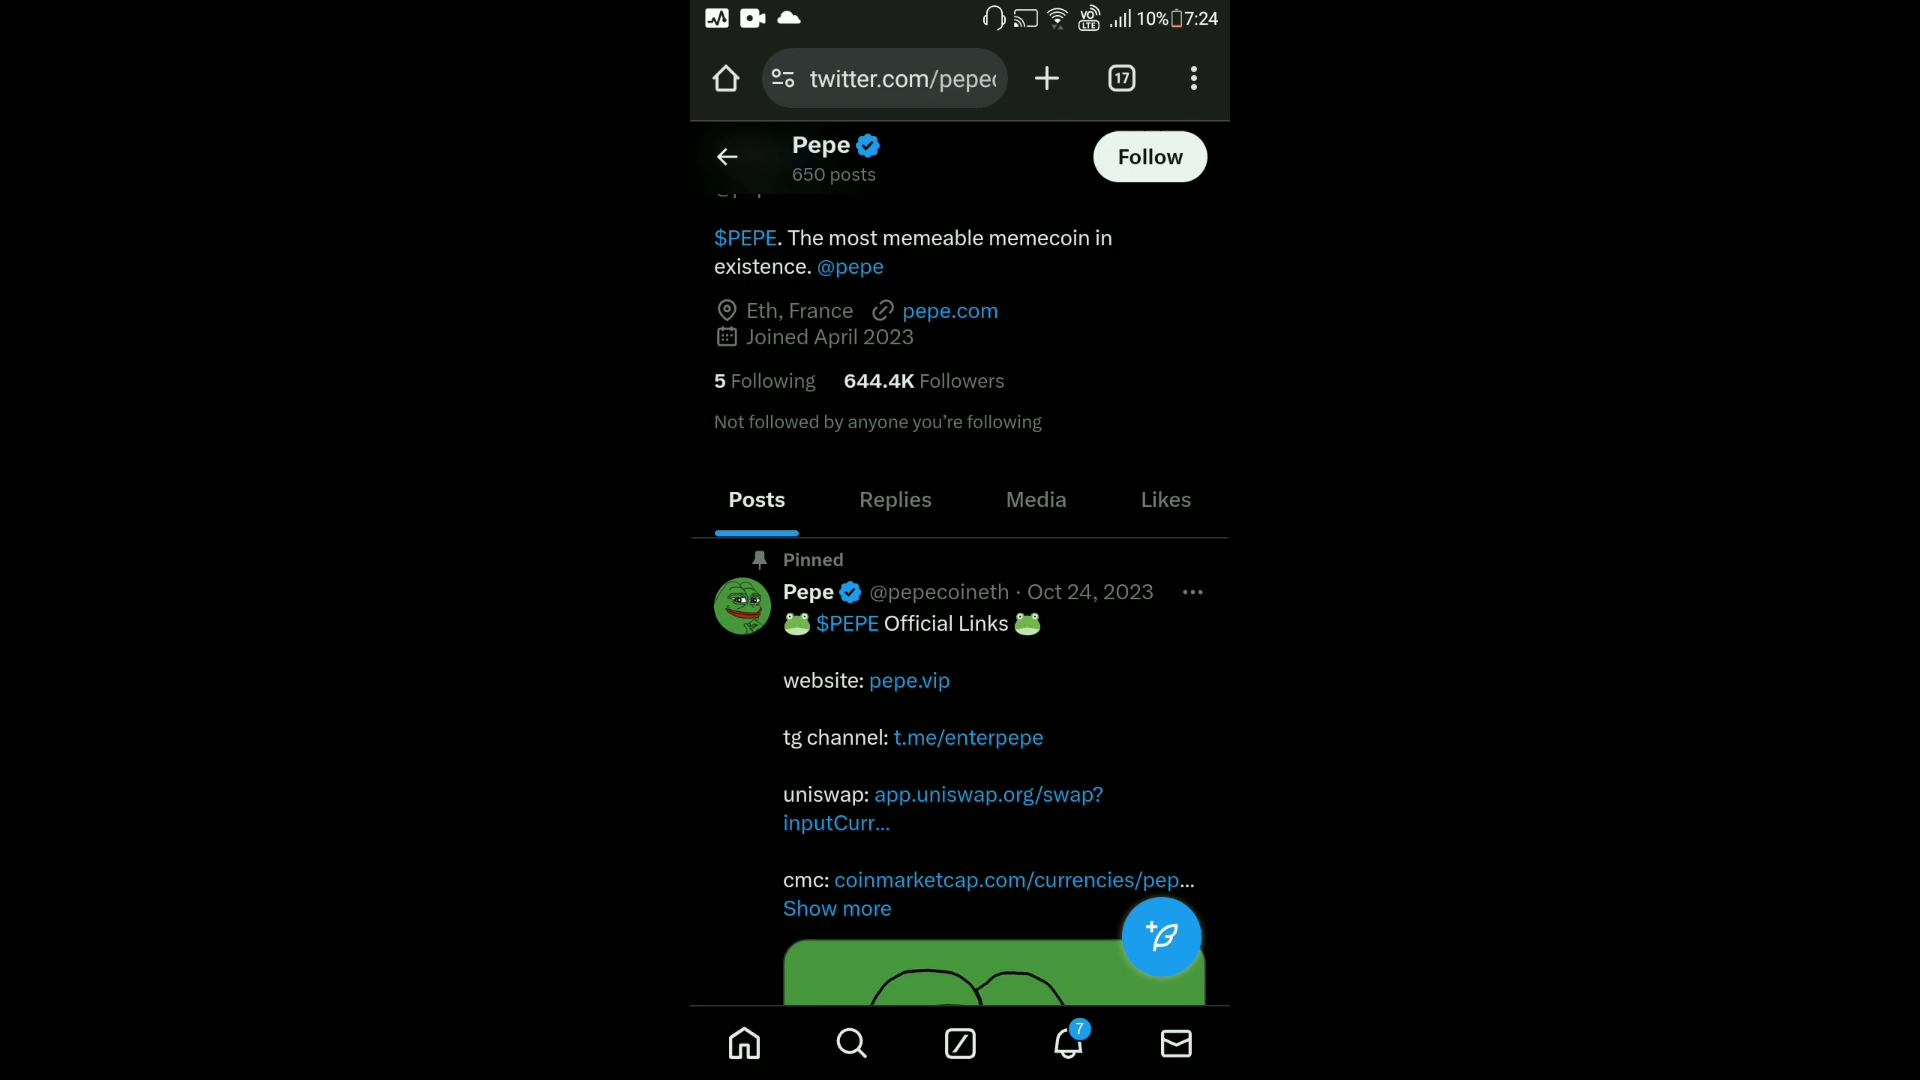 VO LTE 10% 7:24
twitter.com/pepec
17
Pepe
650 posts
Follow
$PEPE. The most memeable memecoin in
existence. @pepe
Eth, France pepe.com
Joined April 2023
5 Following 644.4K Followers
Not followed by anyone you’re following
Posts Replies Media Likes
Pinned
Pepe @pepecoineth · Oct 24, 2023
🐸 $PEPE Official Links 🐸
website: pepe.vip
tg channel: t.me/enterpepe
uniswap: app.uniswap.org/swap?
inputCurr...
cmc: coinmarketcap.com/currencies/pep...
Show more
7